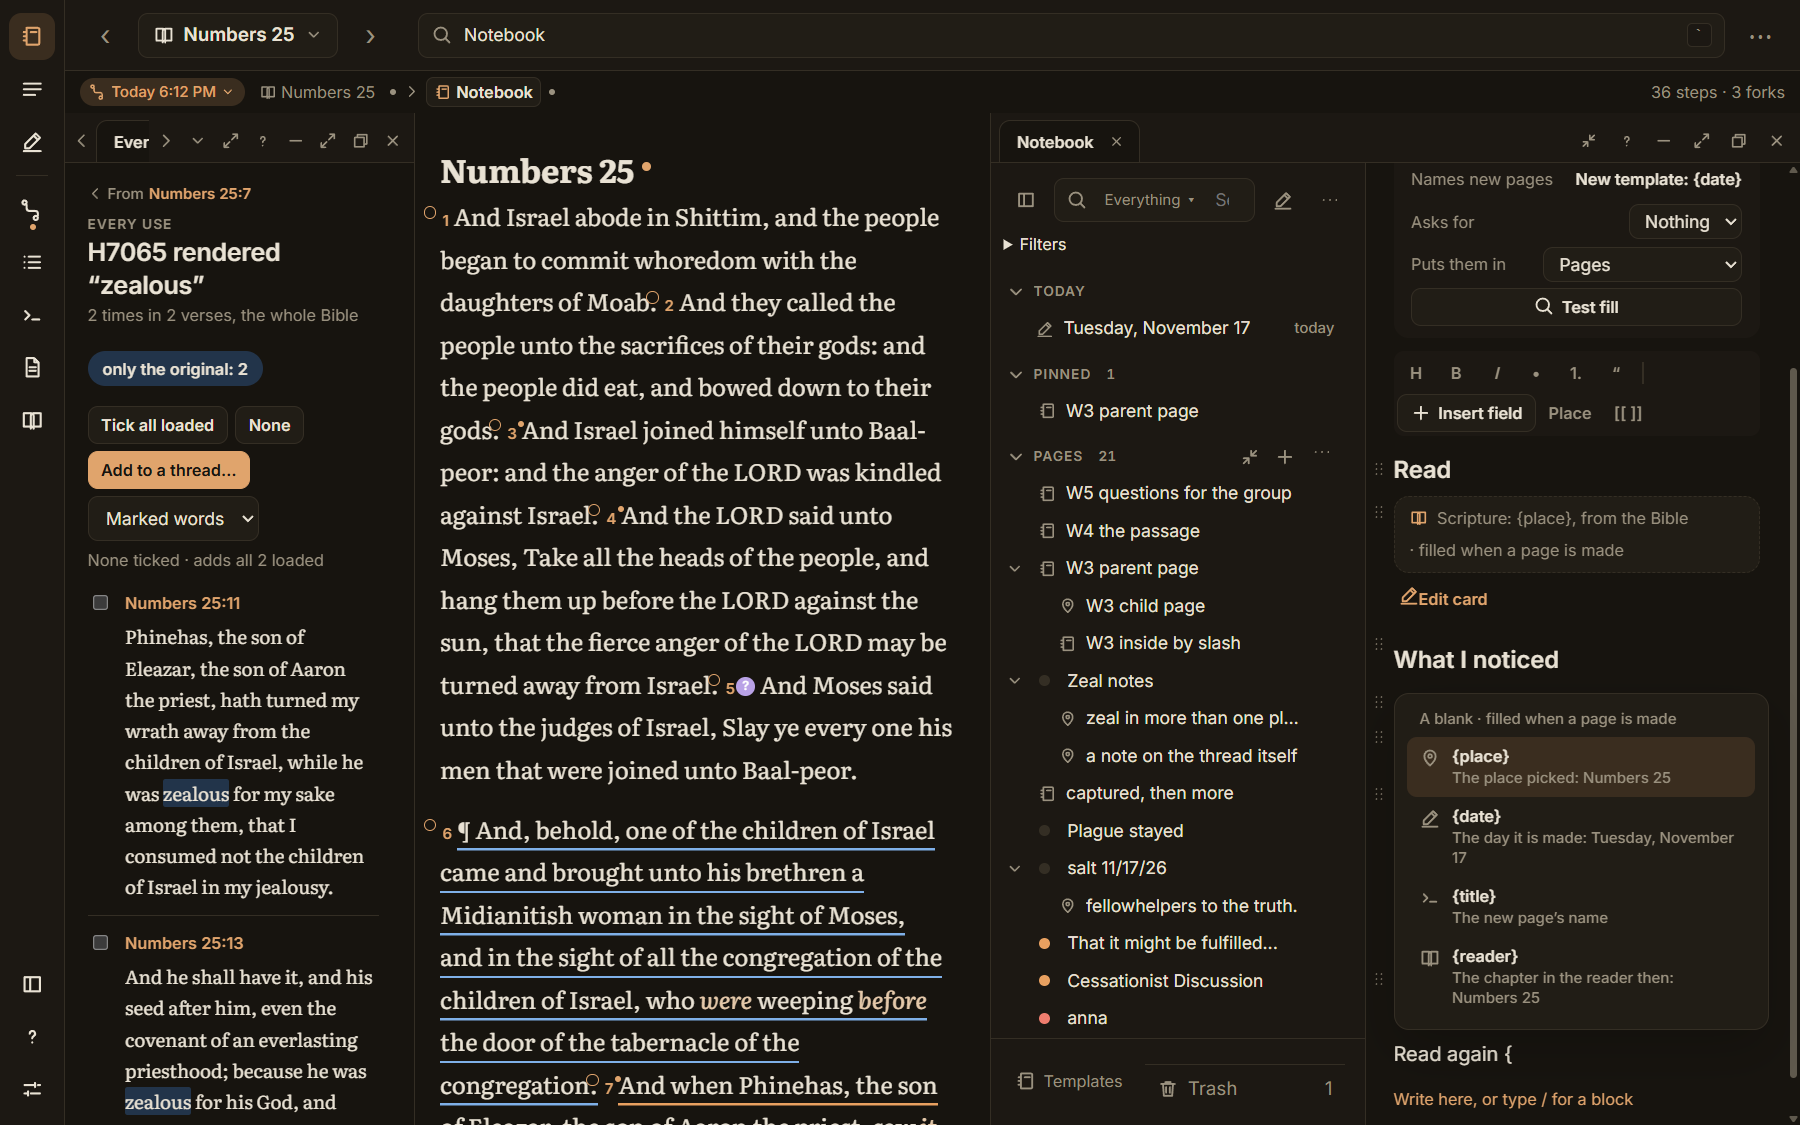 Numbers 25
Notebook
`
Today 6:12 PM
Numbers 25
Notebook
36 steps · 3 forks
Ever
?
From Numbers 25:7
EVERY USE
H7065 rendered
“zealous”
2 times in 2 verses, the whole Bible
only the original: 2
Tick all loaded
None
Add to a thread…
Marked words
None ticked · adds all 2 loaded
Numbers 25:11
Phinehas, the son of
Eleazar, the son of Aaron
the priest, hath turned my
wrath away from the
children of Israel, while he
was zealous for my sake
among them, that I
consumed not the children
of Israel in my jealousy.
Numbers 25:13
And he shall have it, and his
seed after him, even the
covenant of an everlasting
priesthood; because he was
zealous for his God, and
?
Numbers 25
1 And Israel abode in Shittim, and the people
began to commit whoredom with the
daughters of Moab. 2 And they called the
people unto the sacrifices of their gods: and
the people did eat, and bowed down to their
gods. 3 And Israel joined himself unto Baal-
peor: and the anger of the LORD was kindled
against Israel. 4 And the LORD said unto
Moses, Take all the heads of the people, and
hang them up before the LORD against the
sun, that the fierce anger of the LORD may be
turned away from Israel. 5 ? And Moses said
unto the judges of Israel, Slay ye every one his
men that were joined unto Baal-peor.
6 ¶ And, behold, one of the children of Israel
came and brought unto his brethren a
Midianitish woman in the sight of Moses,
and in the sight of all the congregation of the
children of Israel, who were weeping before
the door of the tabernacle of the
congregation. 7 And when Phinehas, the son
of Eleazar, the son of Aaron the priest, saw it,
Notebook
?
Everything
Filters
TODAY
Tuesday, November 17 today
PINNED 1
W3 parent page
PAGES 21
W5 questions for the group
W4 the passage
W3 parent page
W3 child page
W3 inside by slash
Zeal notes
zeal in more than one pl...
a note on the thread itself
captured, then more
Plague stayed
salt 11/17/26
fellowhelpers to the truth.
That it might be fulfilled...
Cessationist Discussion
anna
Templates
Trash 1
Names new pages New template: {date}
Asks for Nothing
Puts them in Pages
Test fill
H B I • 1. “
Insert field Place [[ ]]
Read
Scripture: {place}, from the Bible
· filled when a page is made
Edit card
What I noticed
A blank · filled when a page is made
{place}
The place picked: Numbers 25
{date}
The day it is made: Tuesday, November
17
{title}
The new page’s name
{reader}
The chapter in the reader then:
Numbers 25
Read again {
Write here, or type / for a block